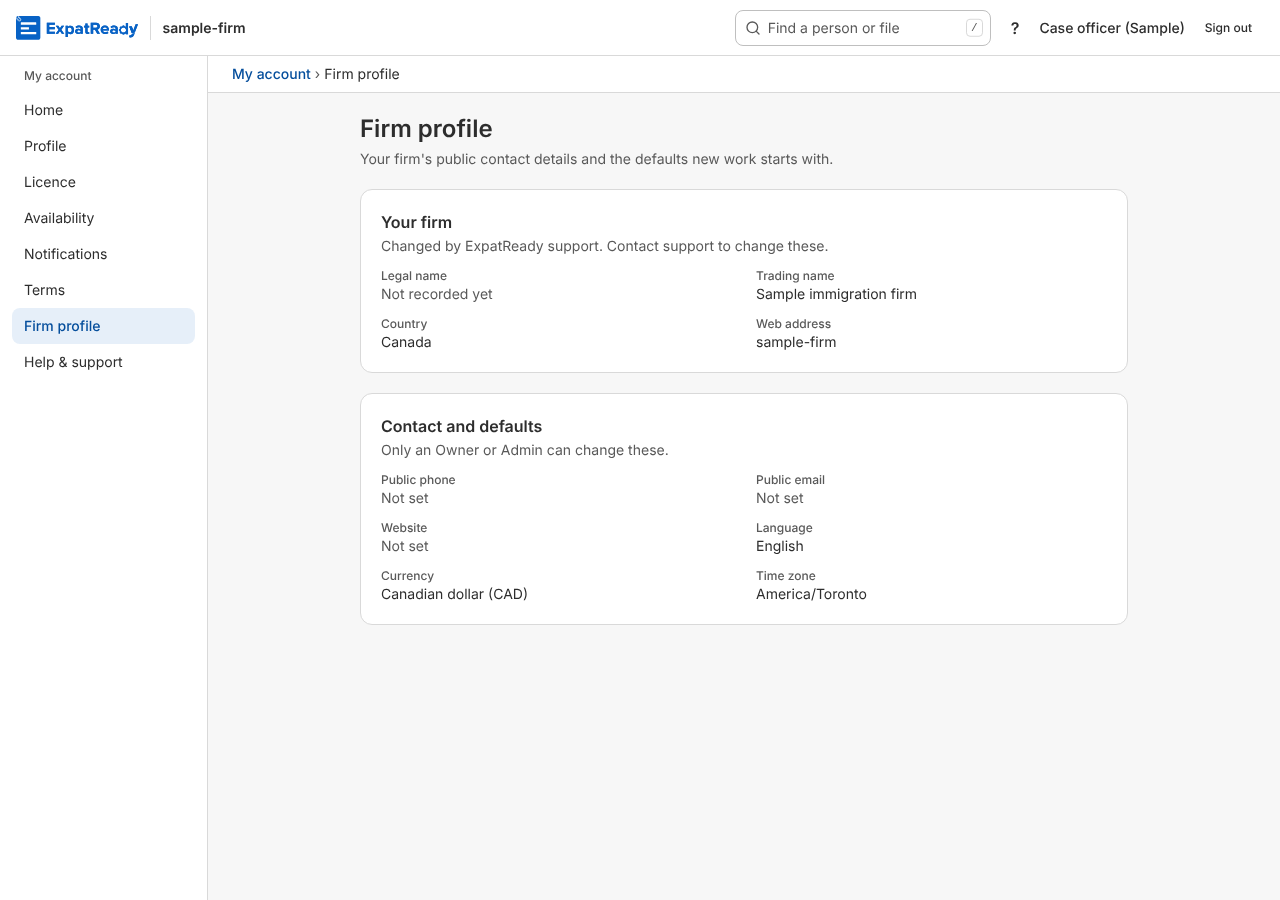 ExpatReady
sample-firm
Find a person or file
/
?
Case officer (Sample)
Sign out
My account
Home
Profile
Licence
Availability
Notifications
Terms
Firm profile
Help & support
My account › Firm profile
Firm profile
Your firm's public contact details and the defaults new work starts with.
Your firm
Changed by ExpatReady support. Contact support to change these.
Legal name
Not recorded yet
Trading name
Sample immigration firm
Country
Canada
Web address
sample-firm
Contact and defaults
Only an Owner or Admin can change these.
Public phone
Not set
Public email
Not set
Website
Not set
Language
English
Currency
Canadian dollar (CAD)
Time zone
America/Toronto